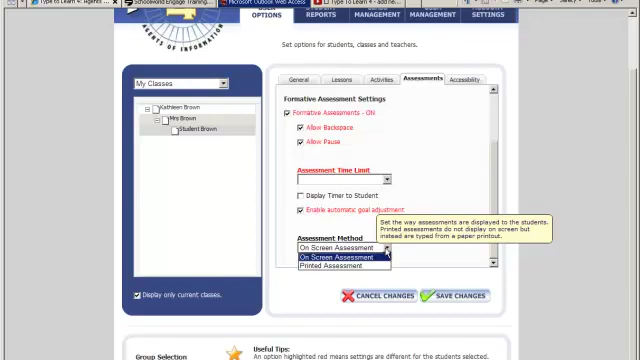 Type to Learn 4: Agents
Schoolworld Engage Training...
Microsoft Outlook Web Access
Type To Learn 4 - add ne...
Page
Safety
Tools
OPTIONS
REPORTS
MANAGEMENT
MANAGEMENT
SETTINGS
AGENTS OF INFORMATION
Set options for students, classes and teachers.
My Classes
General
Lessons
Activities
Assessments
Accessibility
Kathleen Brown
Mrs Brown
Student Brown
Formative Assessment Settings
Formative Assessments - ON
Allow Backspace
Allow Pause
Assessment Time Limit
Display Timer to Student
Enable automatic goal adjustment
Set the way assessments are displayed to the students.
Printed assessments do not display on screen but
instead are typed from a paper printout.
Assessment Method
On Screen Assessment
On Screen Assessment
Printed Assessment
Display only current classes.
CANCEL CHANGES
SAVE CHANGES
Group Selection
Useful Tips:
An option highlighted red means settings are different for the students selected.